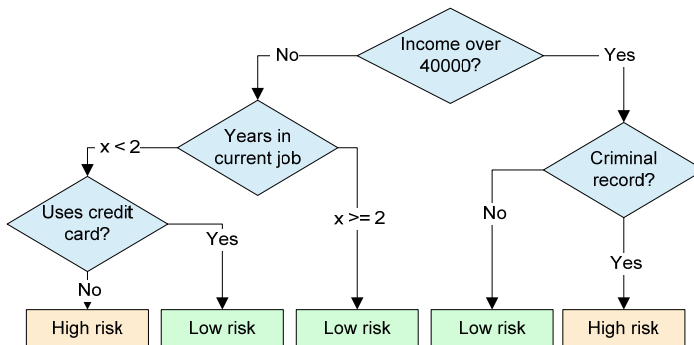 Income over
40000?
No
Yes
Years in
current job
Criminal
record?
x < 2
x >= 2
Uses credit
card?
No
Yes
No
Yes
High risk
Low risk
Low risk
Low risk
High risk